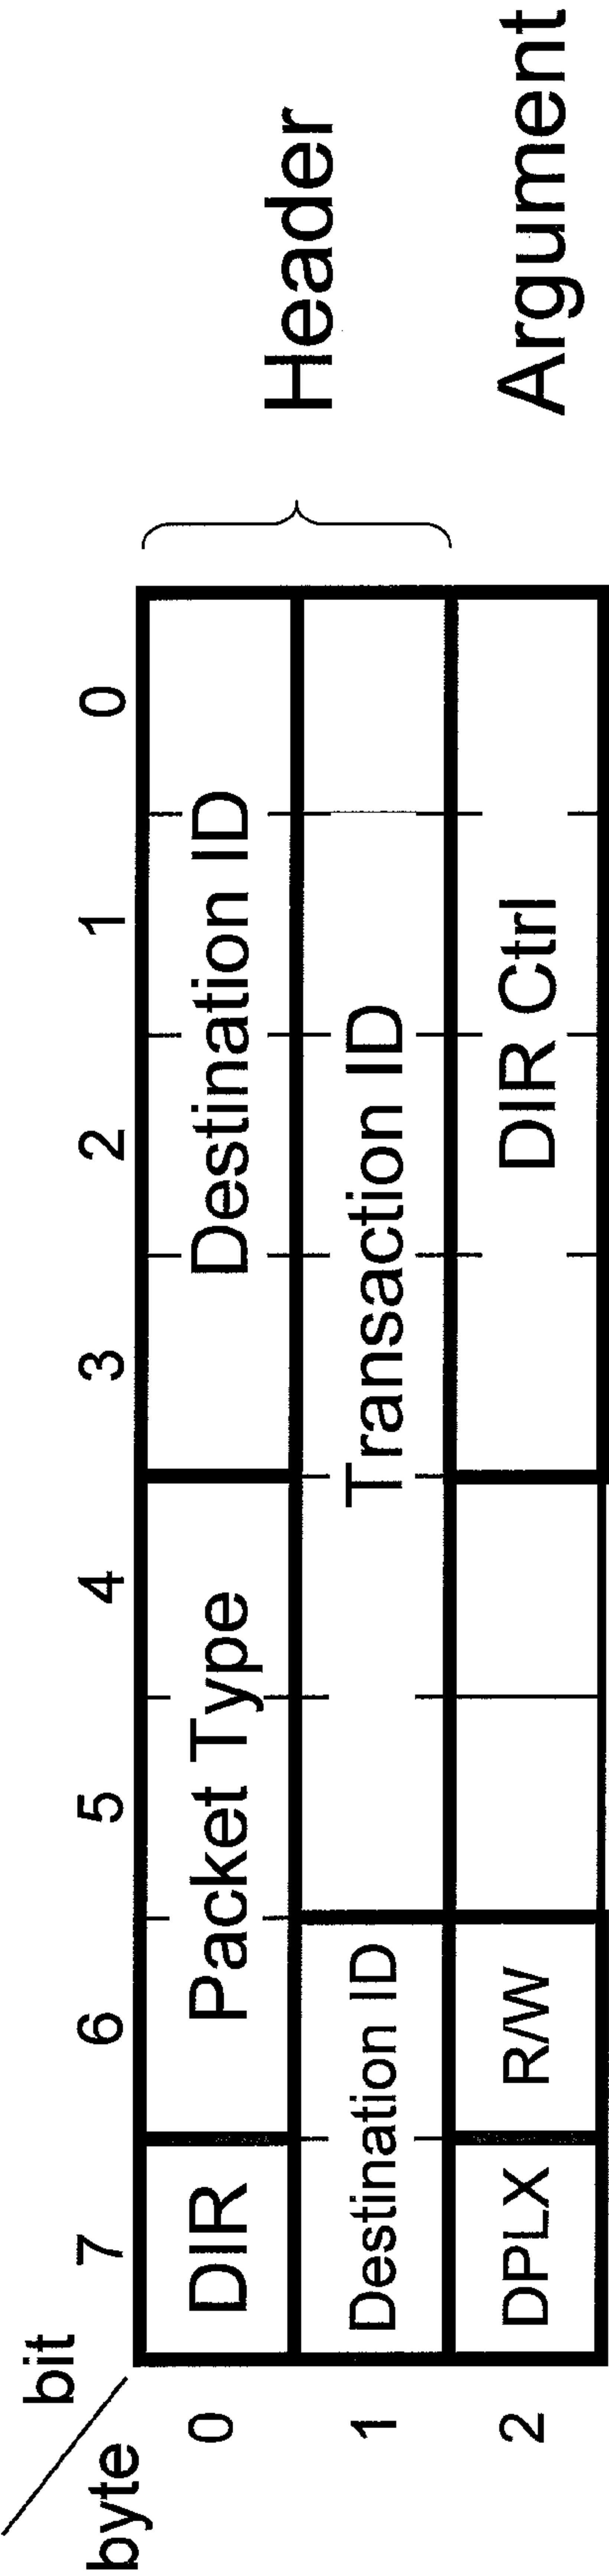 bit
byte
7 6 5 4 3 2 1 0
0 DIR Packet Type Destination ID
1 Destination ID Transaction ID
Header
2 DPLX R/W DIR Ctrl
Argument